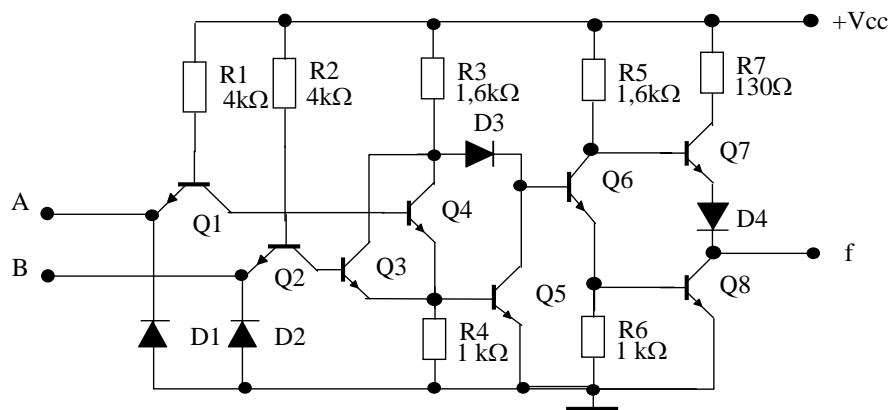 +Vcc
R1
4kΩ
R2
4kΩ
R3
1,6kΩ
D3
R5
1,6kΩ
R7
130Ω
Q7
Q6
A
Q1
Q4
D4
B
Q2
Q3
Q5
Q8
f
D1
D2
R4
1 kΩ
R6
1 kΩ